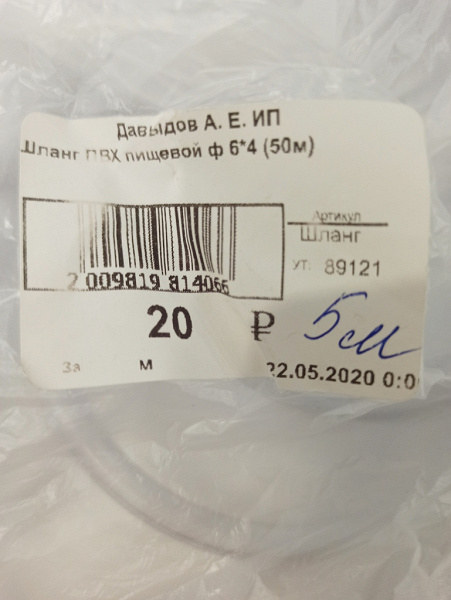 Давыдов А. Е. ИП
Шланг ПВХ пищевой ф 6*4 (50м)
Артикул
Шланг
УТ: 89121
2 009819 814066
20 ₽
5 м
За м
22.05.2020 0:0